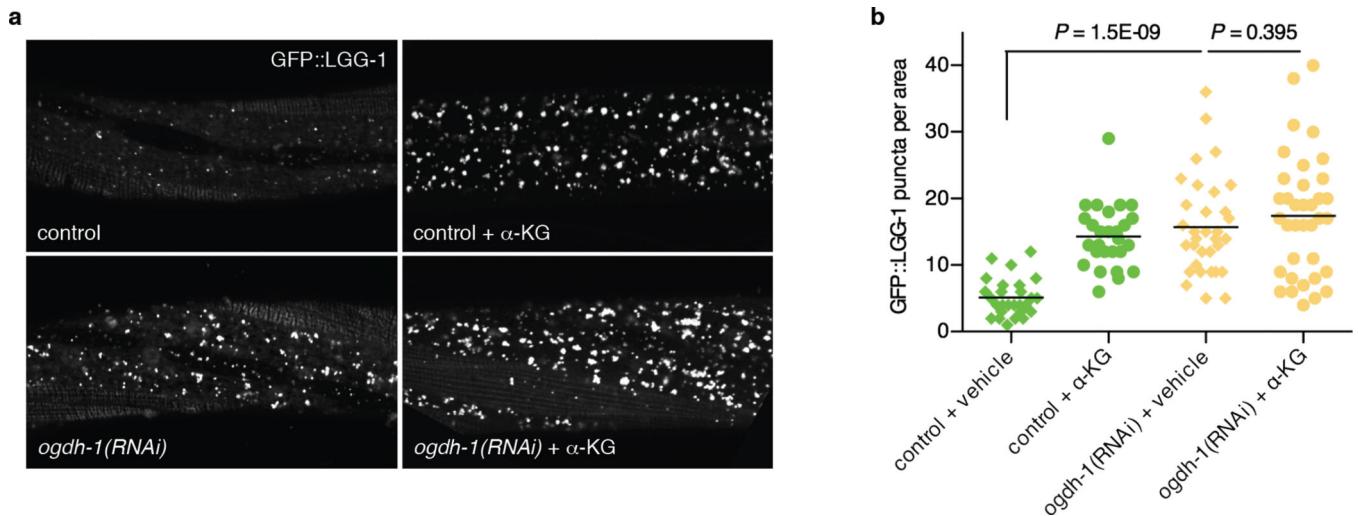 a
GFP::LGG-1
control
control + α-KG
ogdh-1(RNAi)
ogdh-1(RNAi) + α-KG
b
P = 1.5E-09
P = 0.395
GFP::LGG-1 puncta per area
40
30
20
10
0
control + vehicle
control + α-KG
ogdh-1(RNAi) + vehicle
ogdh-1(RNAi) + α-KG